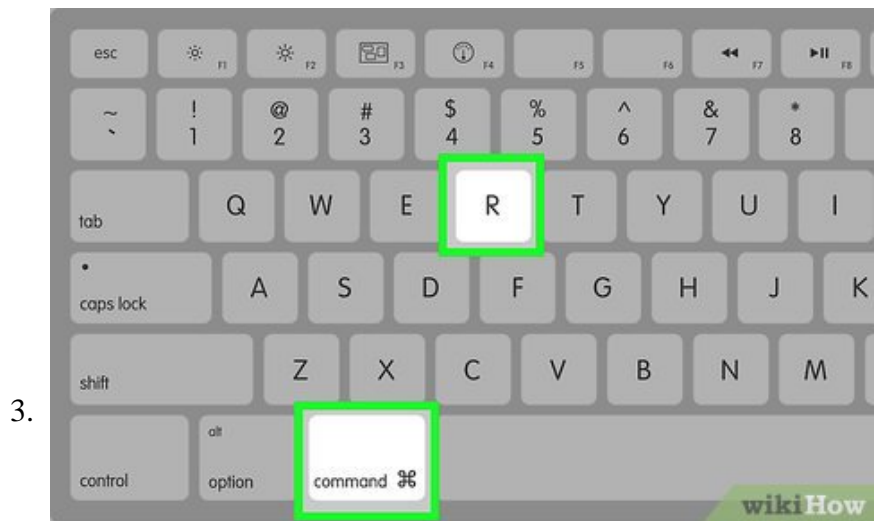 esc F1 F2 F3 F4 F5 F6 F7 F8
~ ! @ # $ % ^ & *
` 1 2 3 4 5 6 7 8
tab Q W E R T Y U I
caps lock A S D F G H J K
shift Z X C V B N M
3.
alt
control option command ⌘
wikiHow